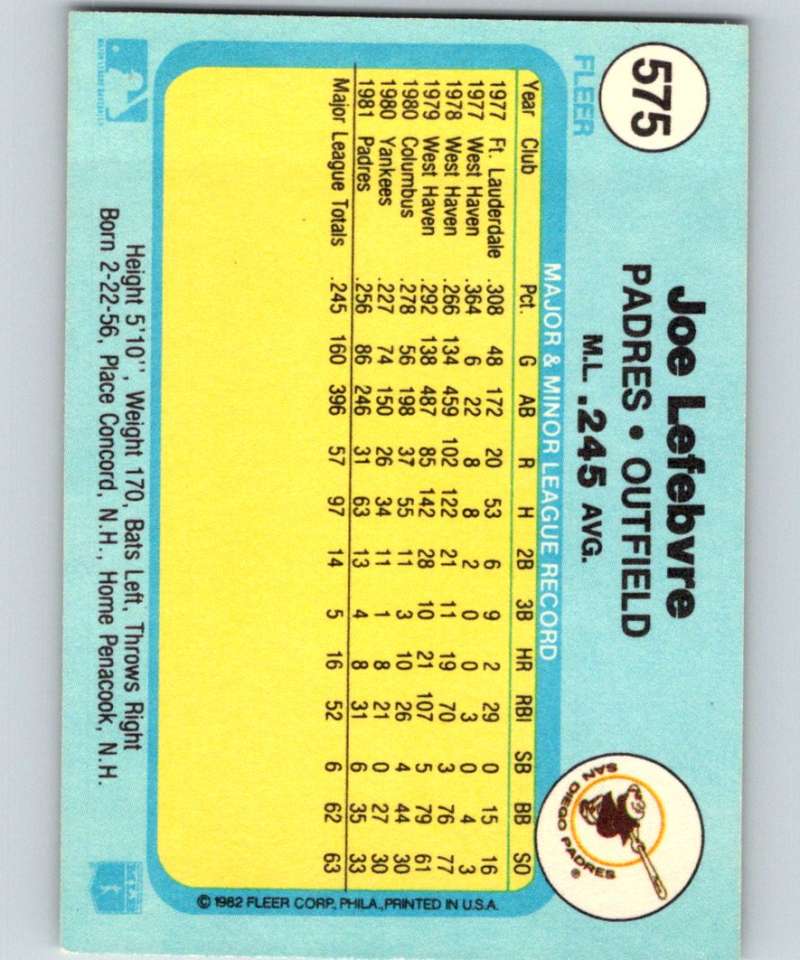 575
FLEER
Joe Lefebvre
PADRES • OUTFIELD
M.L. .245 AVG.
SAN DIEGO PADRES ®
MAJOR & MINOR LEAGUE RECORD
Year Club Pct. G AB R H 2B 3B HR RBI SB BB SO
1977 Ft. Lauderdale .308 48 172 20 53 6 9 2 29 0 15 16
1977 West Haven .364 6 22 8 8 2 0 0 3 0 4 3
1978 West Haven .266 134 459 102 122 21 11 19 70 3 76 77
1979 West Haven .292 138 487 85 142 28 10 21 107 5 79 61
1980 Columbus .278 56 198 37 55 11 3 10 26 4 44 30
1980 Yankees .227 74 150 26 34 11 1 8 21 0 27 30
1981 Padres .256 86 246 31 63 13 4 8 31 6 35 33
Major League Totals .245 160 396 57 97 14 5 16 52 6 62 63
Height 5'10", Weight 170, Bats Left, Throws Right
Born 2-22-56, Place Concord, N.H., Home Penacook, N.H.
© 1982 FLEER CORP., PHILA., PRINTED IN U.S.A.